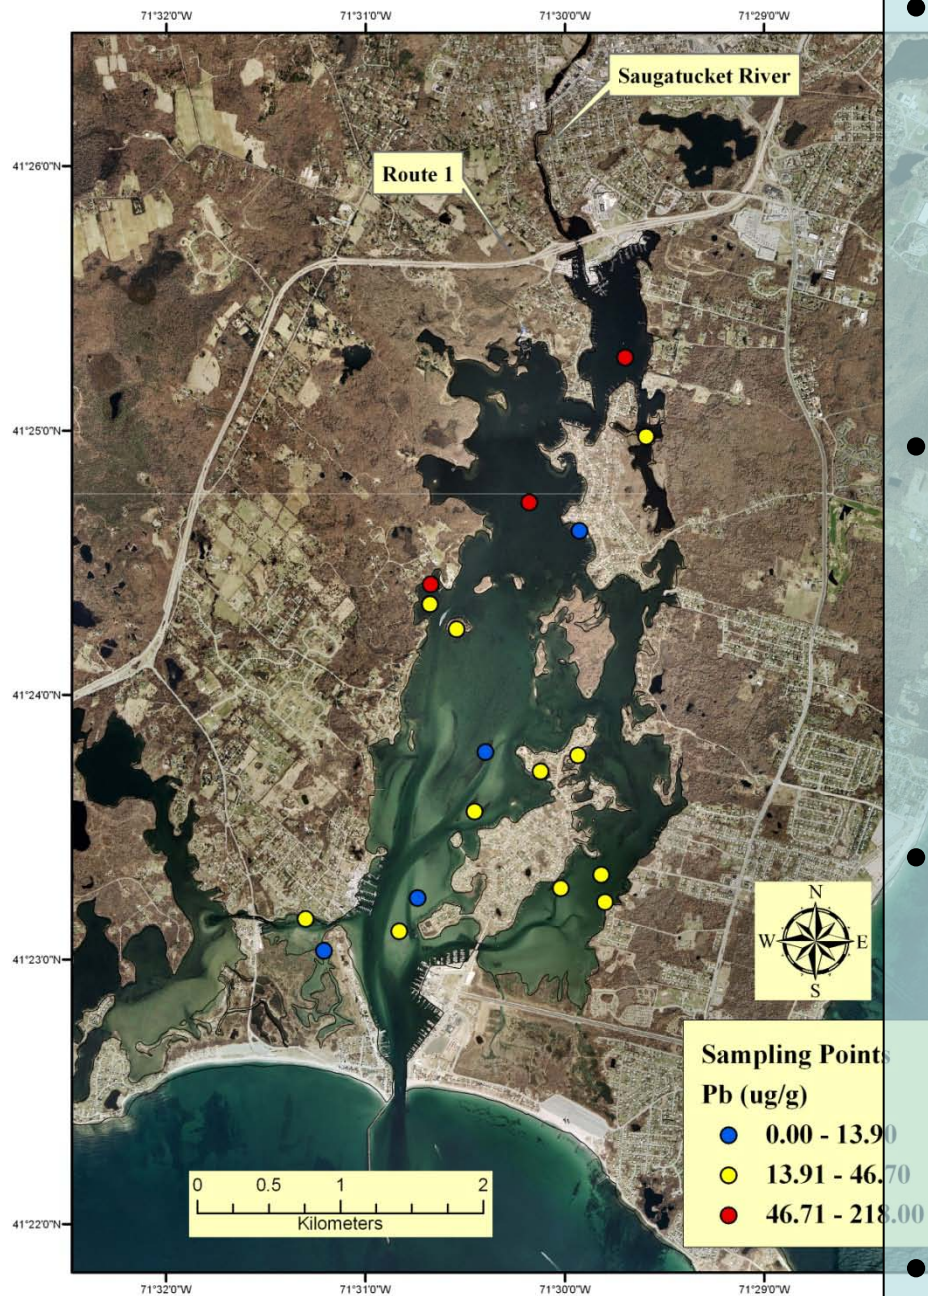 71°32'0"W
71°31'0"W
71°30'0"W
71°29'0"W
Saugatucket River
41°26'0"N
Route 1
41°25'0"N
41°24'0"N
41°23'0"N
N
W
E
S
Sampling Points
Pb (ug/g)
0.00 - 13.90
13.91 - 46.70
46.71 - 218.00
0
0.5
1
2
Kilometers
41°22'0"N
71°32'0"W
71°31'0"W
71°30'0"W
71°29'0"W